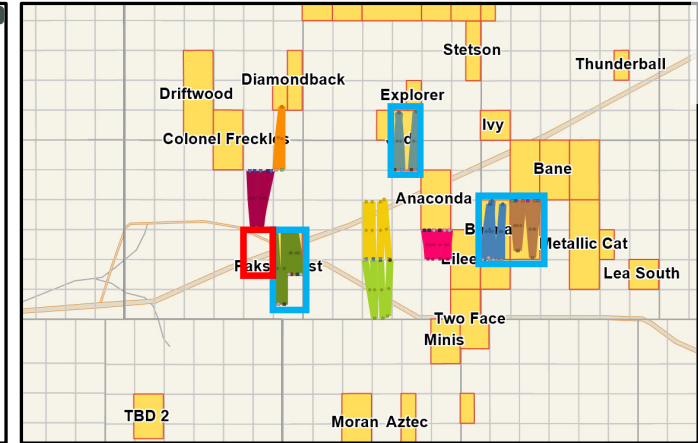 Stetson
Thunderball
Diamondback
Driftwood
Explorer
Ivy
Colonel Freckles
Bane
Anaconda
Metallic Cat
Eilee
Lea South
Two Face
Minis
TBD 2
Moran
Aztec